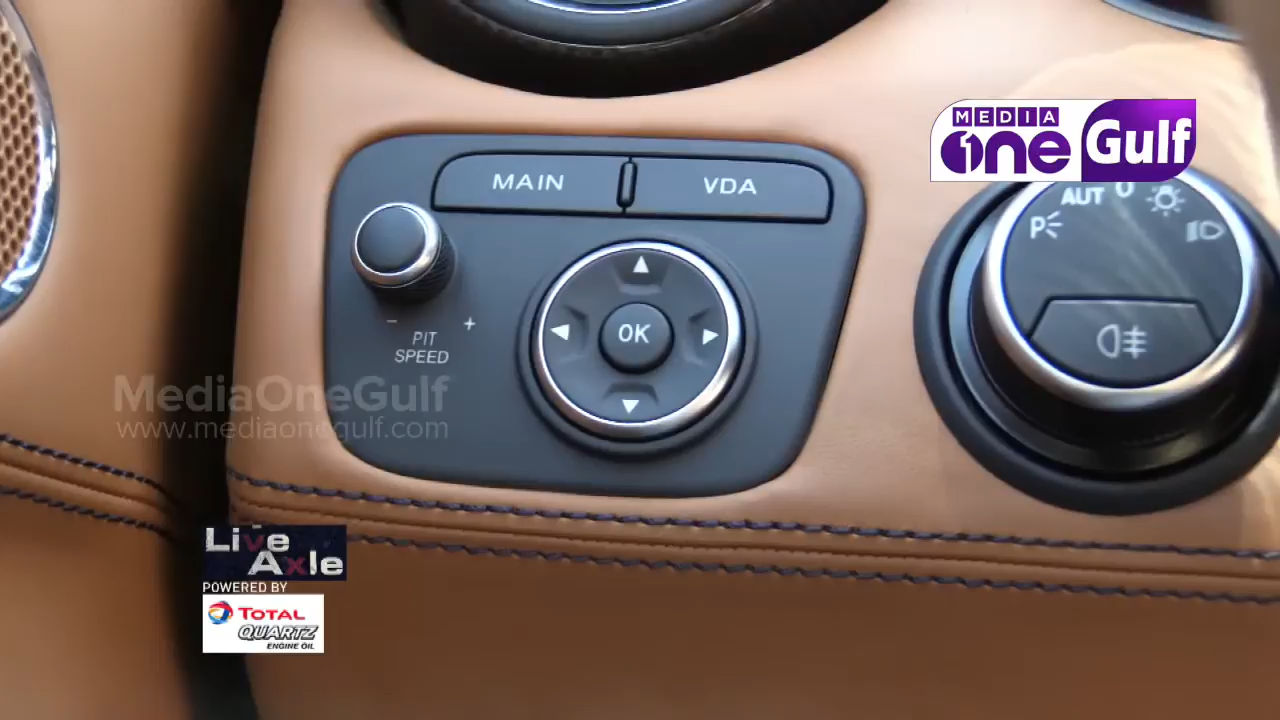 MEDIA
one Gulf
MAIN
VDA
AUT O
P
OK
- +
PIT
SPEED
MediaOneGulf
www.mediaonegulf.com
Live
Axle
POWERED BY
TOTAL
QUARTZ
ENGINE OIL